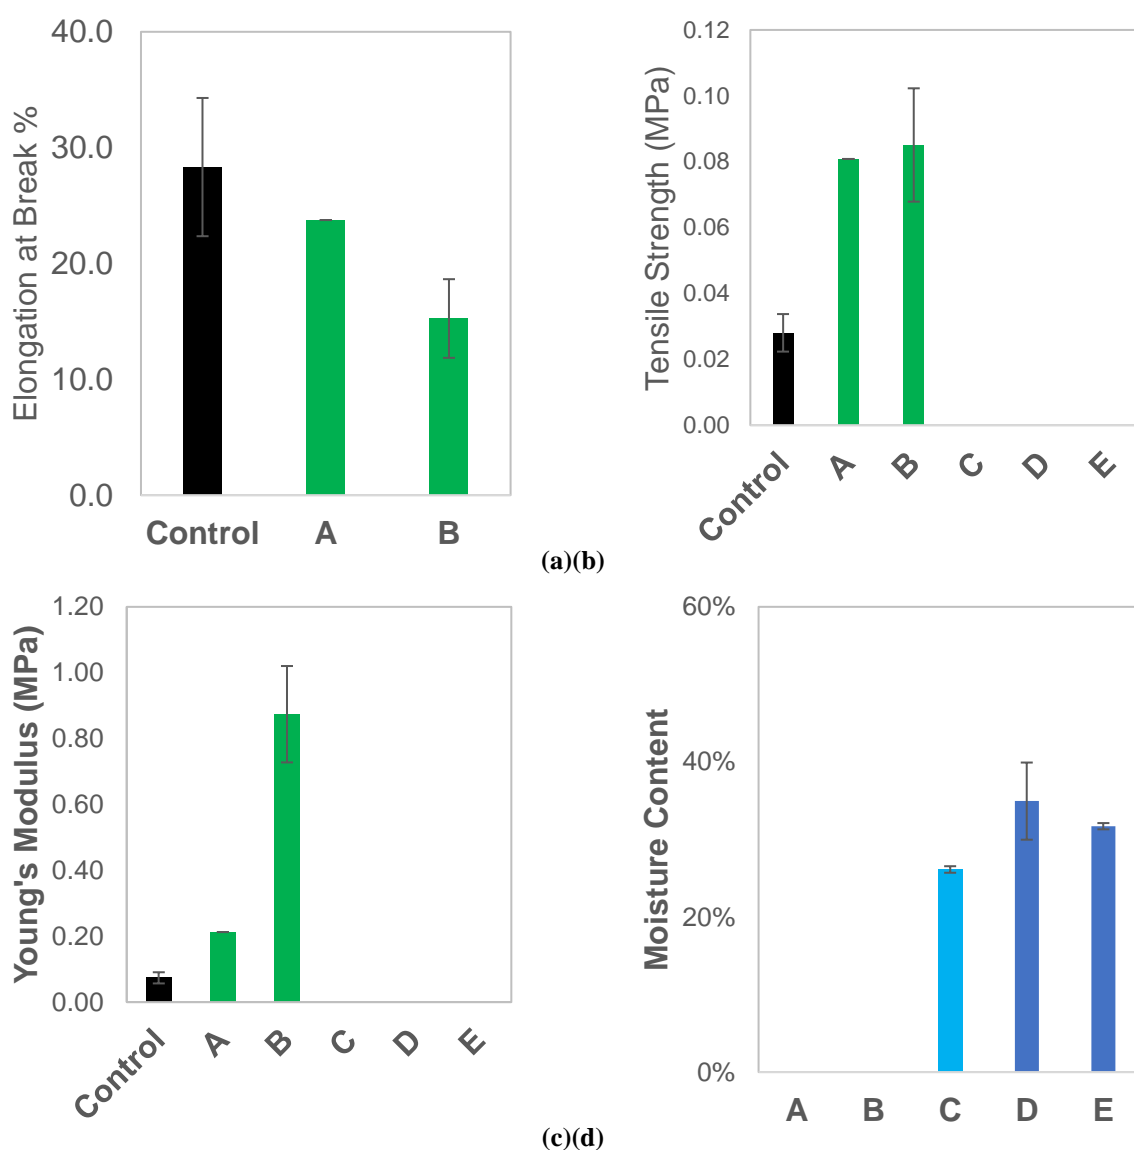 Elongation at Break %
40.0
30.0
20.0
10.0
0.0
Control A B
Tensile Strength (MPa)
0.12
0.10
0.08
0.06
0.04
0.02
0.00
Control A B C D E
(a)(b)
Young's Modulus (MPa)
1.20
1.00
0.80
0.60
0.40
0.20
0.00
Control A B C D E
Moisture Content
60%
40%
20%
0%
A B C D E
(c)(d)